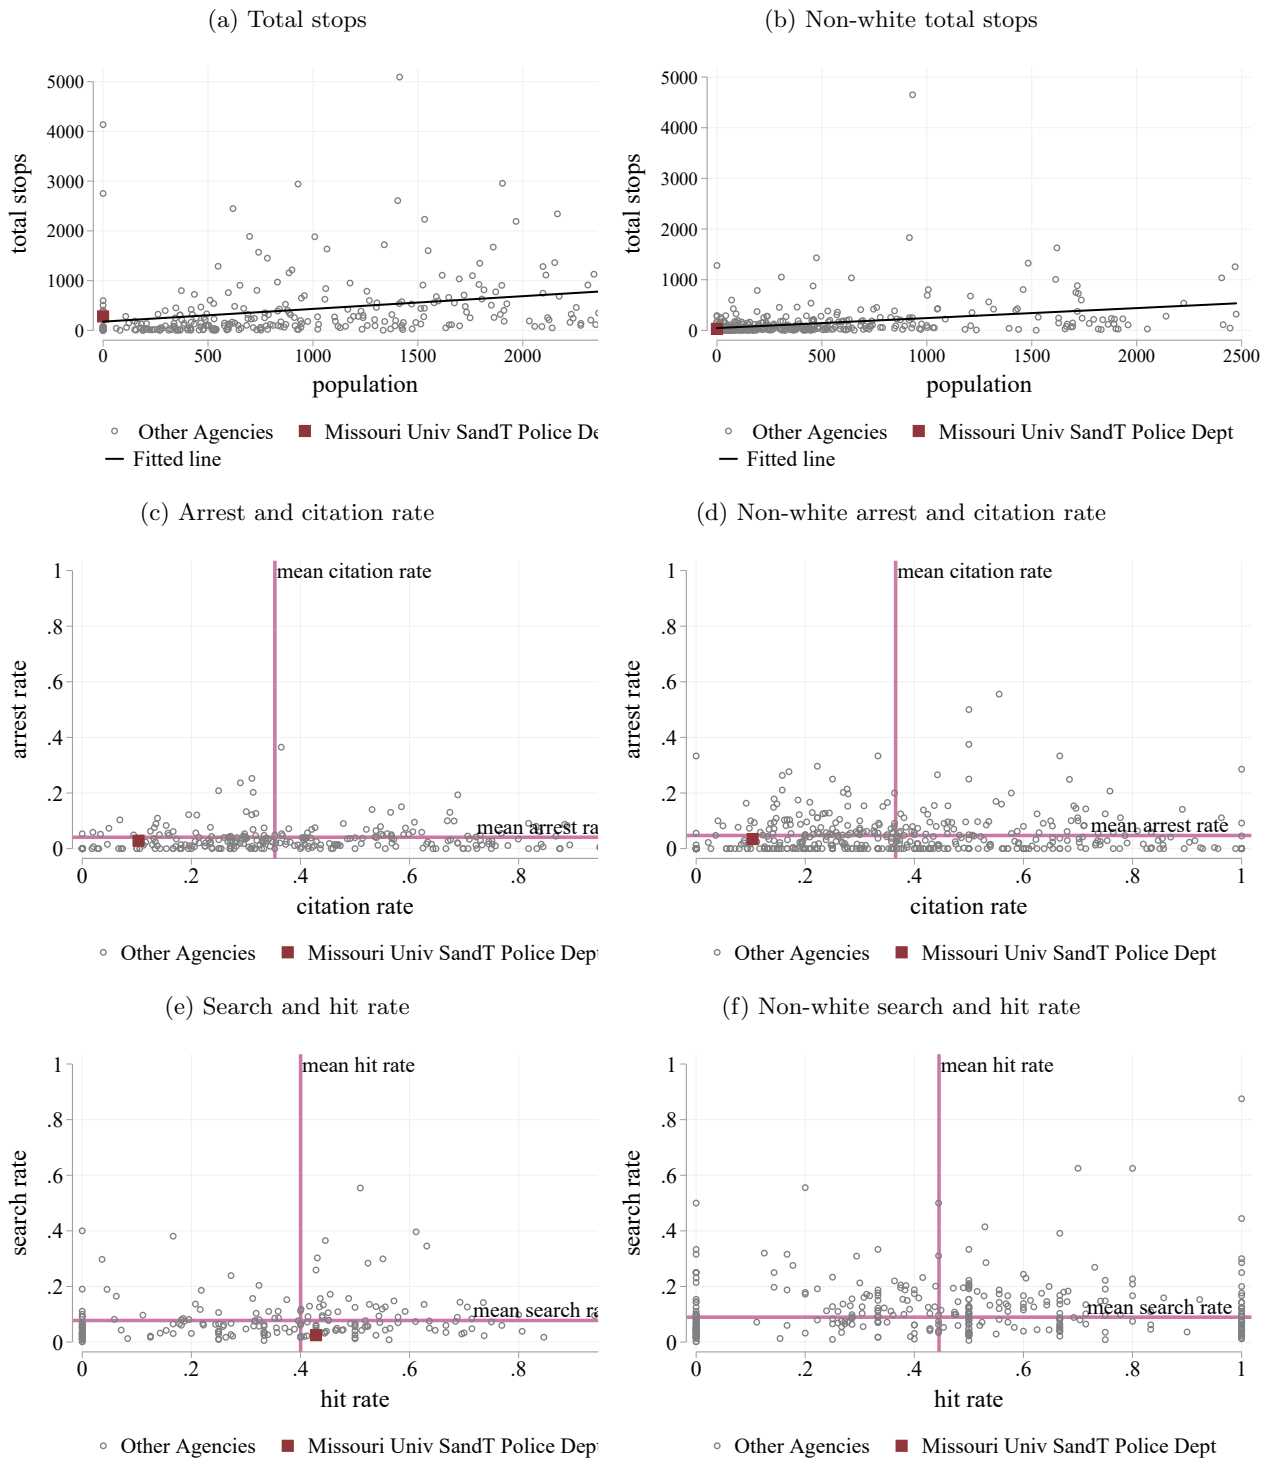 (a) Total stops
total stops
5000
4000
3000
2000
1000
0
0 500 1000 1500 2000
population
Other Agencies Missouri Univ SandT Police De
Fitted line
(b) Non-white total stops
total stops
5000
4000
3000
2000
1000
0
0 500 1000 1500 2000 2500
population
Other Agencies Missouri Univ SandT Police Dept
Fitted line
(c) Arrest and citation rate
arrest rate
1
.8
.6
.4
.2
0
mean citation rate
mean arrest ra
0 .2 .4 .6 .8
citation rate
Other Agencies Missouri Univ SandT Police Dept
(d) Non-white arrest and citation rate
arrest rate
1
.8
.6
.4
.2
0
mean citation rate
mean arrest rate
0 .2 .4 .6 .8 1
citation rate
Other Agencies Missouri Univ SandT Police Dept
(e) Search and hit rate
search rate
1
.8
.6
.4
.2
0
mean hit rate
mean search ra
0 .2 .4 .6 .8
hit rate
Other Agencies Missouri Univ SandT Police Dept
(f) Non-white search and hit rate
search rate
1
.8
.6
.4
.2
0
mean hit rate
mean search rate
0 .2 .4 .6 .8 1
hit rate
Other Agencies Missouri Univ SandT Police Dept